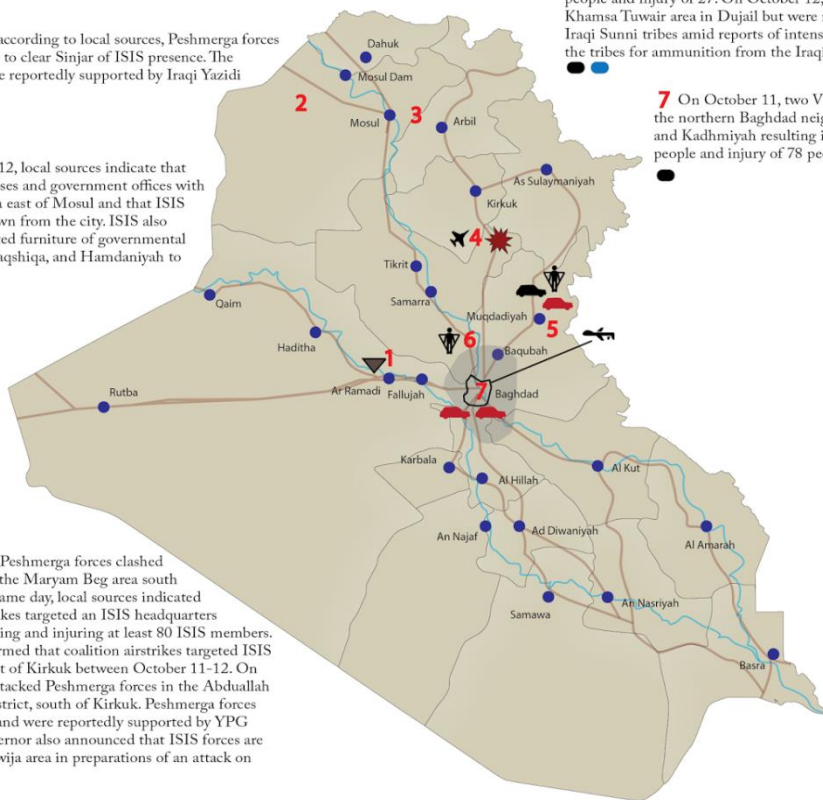 people and injury of 27. On October 12,
Khamsa Tuwair area in Dujail but were
Iraqi Sunni tribes amid reports of intens
the tribes for ammunition from the Iraqi
7 On October 11, two V
the northern Baghdad neig
and Kadhmiyah resulting i
people and injury of 78 pe
according to local sources, Peshmerga forces
to clear Sinjar of ISIS presence. The
reportedly supported by Iraqi Yazidi
12, local sources indicate that
ses and government offices with
east of Mosul and that ISIS
wn from the city. ISIS also
ed furniture of governmental
aqshiqa, and Hamdaniyah to
Peshmerga forces clashed
the Maryam Beg area south
ame day, local sources indicated
kes targeted an ISIS headquarters
ing and injuring at least 80 ISIS members.
rmed that coalition airstrikes targeted ISIS
t of Kirkuk between October 11-12. On
ttacked Peshmerga forces in the Abduallah
strict, south of Kirkuk. Peshmerga forces
and were reportedly supported by YPG
ernor also announced that ISIS forces are
wija area in preparations of an attack on
Dahuk
Mosul Dam
2
Mosul
3
Arbil
As Sulaymaniyah
Kirkuk
4
Tikrit
Samarra
Qaim
Muqdadiyah
5
Haditha
6
Baqubah
1
Rutba
Ar Ramadi
Fallujah
7
Baghdad
Karbala
Al Hillah
Al Kut
An Najaf
Ad Diwaniyah
Al Amarah
Samawa
An Nasriyah
Basra